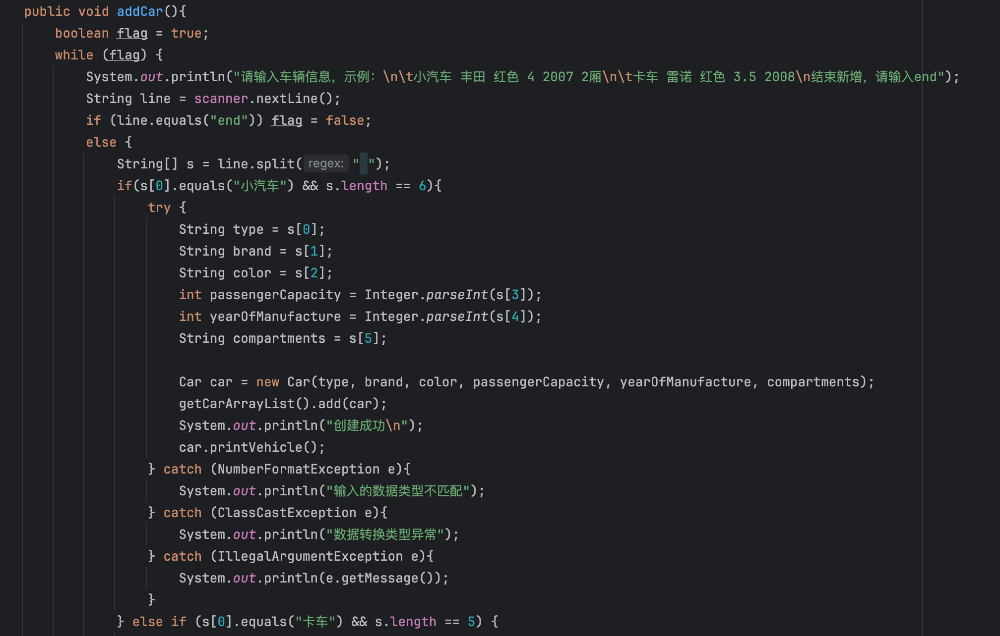 public void addCar(){
boolean flag = true;
while (flag) {
System.out.println("请输入车辆信息，示例：\n\t小汽车 丰田 红色 4 2007 2厢\n\t卡车 雷诺 红色 3.5 2008\n结束新增，请输入end");
String line = scanner.nextLine();
if (line.equals("end")) flag = false;
else {
String[] s = line.split( regex: " ");
if(s[0].equals("小汽车") && s.length == 6){
try {
String type = s[0];
String brand = s[1];
String color = s[2];
int passengerCapacity = Integer.parseInt(s[3]);
int yearOfManufacture = Integer.parseInt(s[4]);
String compartments = s[5];
Car car = new Car(type, brand, color, passengerCapacity, yearOfManufacture, compartments);
getCarArrayList().add(car);
System.out.println("创建成功\n");
car.printVehicle();
} catch (NumberFormatException e){
System.out.println("输入的数据类型不匹配");
} catch (ClassCastException e){
System.out.println("数据转换类型异常");
} catch (IllegalArgumentException e){
System.out.println(e.getMessage());
}
} else if (s[0].equals("卡车") && s.length == 5) {